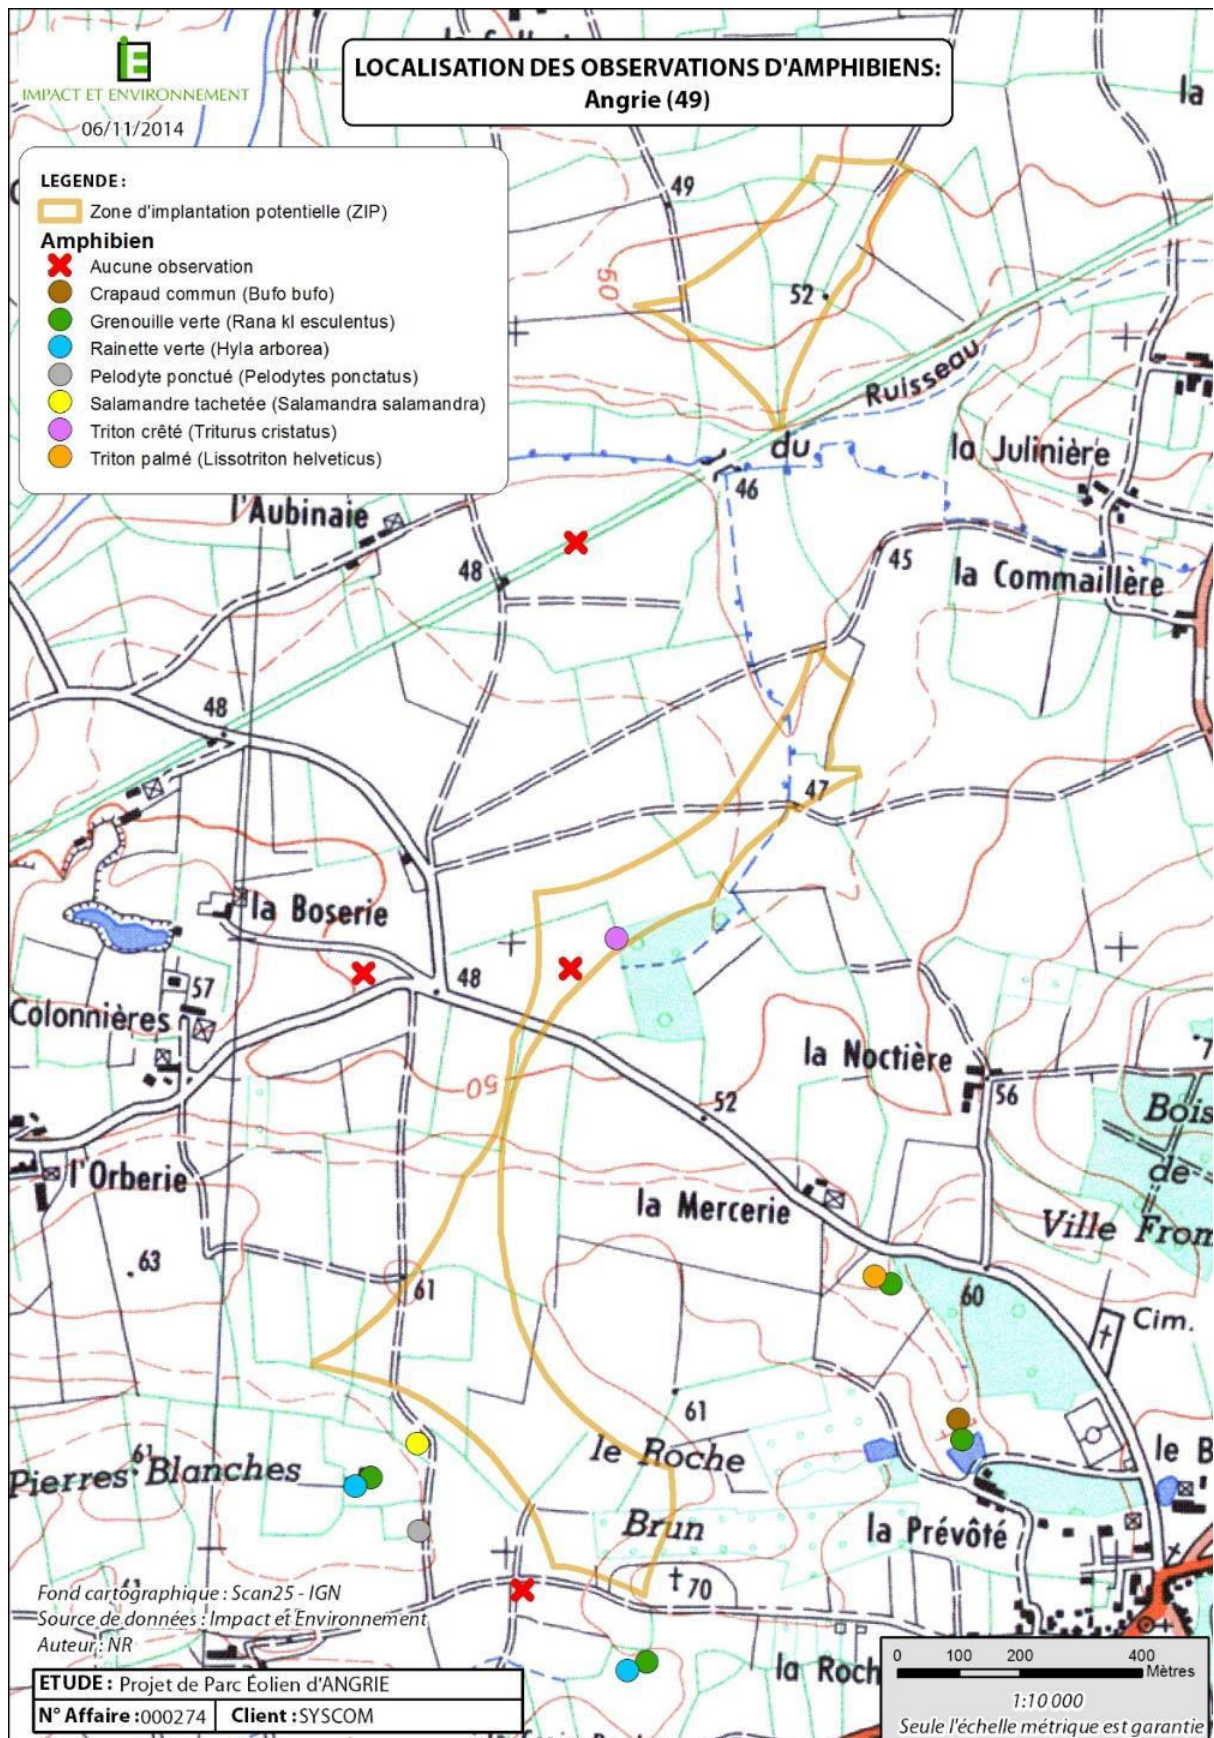 IMPACT ET ENVIRONNEMENT
06/11/2014
LOCALISATION DES OBSERVATIONS D'AMPHIBIENS:
Angrie (49)
la
LEGENDE :
Zone d'implantation potentielle (ZIP)
Amphibien
Aucune observation
Crapaud commun (Bufo bufo)
Grenouille verte (Rana kl esculentus)
Rainette verte (Hyla arborea)
Pelodyte ponctué (Pelodytes ponctatus)
Salamandre tachetée (Salamandra salamandra)
Triton crêté (Triturus cristatus)
Triton palmé (Lissotriton helveticus)
49
50
52
Ruisseau
du
46
la Julinière
l'Aubinaie
48
45
la Commaillère
48
47
la Boserie
48
57
Colonnières
la Noctière
50
52
56
Bois
de
Ville From
l'Orberie
la Mercerie
63
61
60
Cim.
61
le Roche
Brun
le B
61
Pierres Blanches
la Prévôté
70
Fond cartographique : Scan25 - IGN
Source de données : Impact et Environnement
Auteur : NR
la Roch
ETUDE : Projet de Parc Éolien d'ANGRIE
N° Affaire :000274 Client :SYSCOM
0 100 200 400 Mètres
1:10 000
Seule l'échelle métrique est garantie